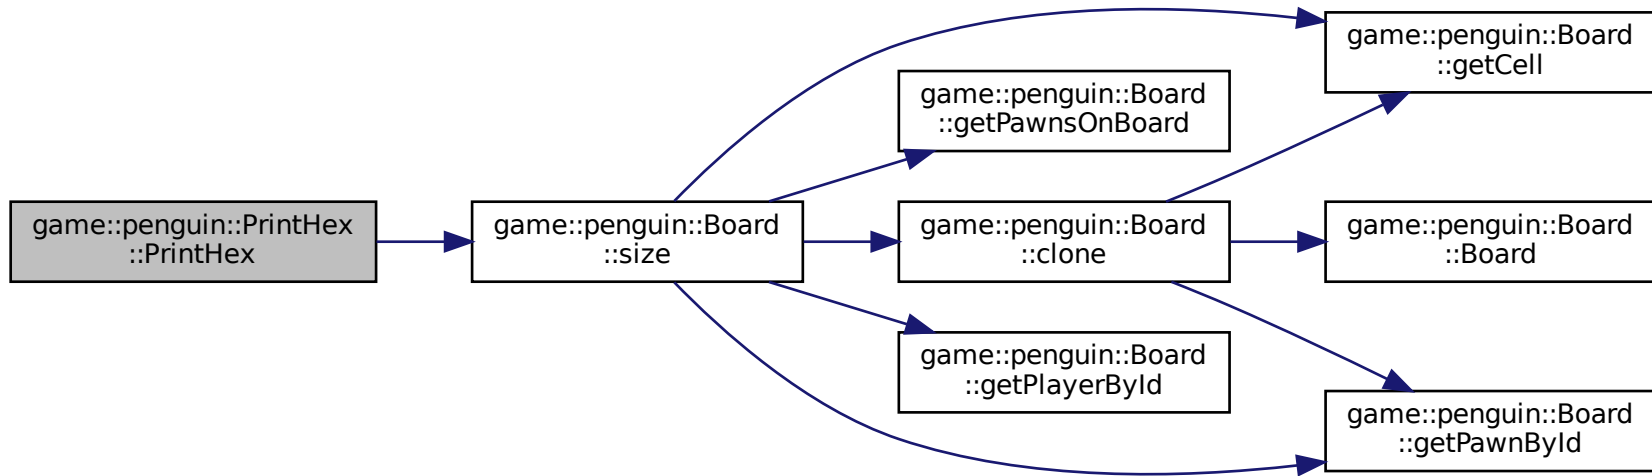 game::penguin::PrintHex
::PrintHex
game::penguin::Board
::size
game::penguin::Board
::getCell
game::penguin::Board
::getPawnsOnBoard
game::penguin::Board
::clone
game::penguin::Board
::Board
game::penguin::Board
::getPlayerById
game::penguin::Board
::getPawnById